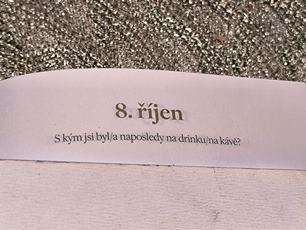 8. říjen
S kým jsi byl/a naposledy na drinku/na kávě?